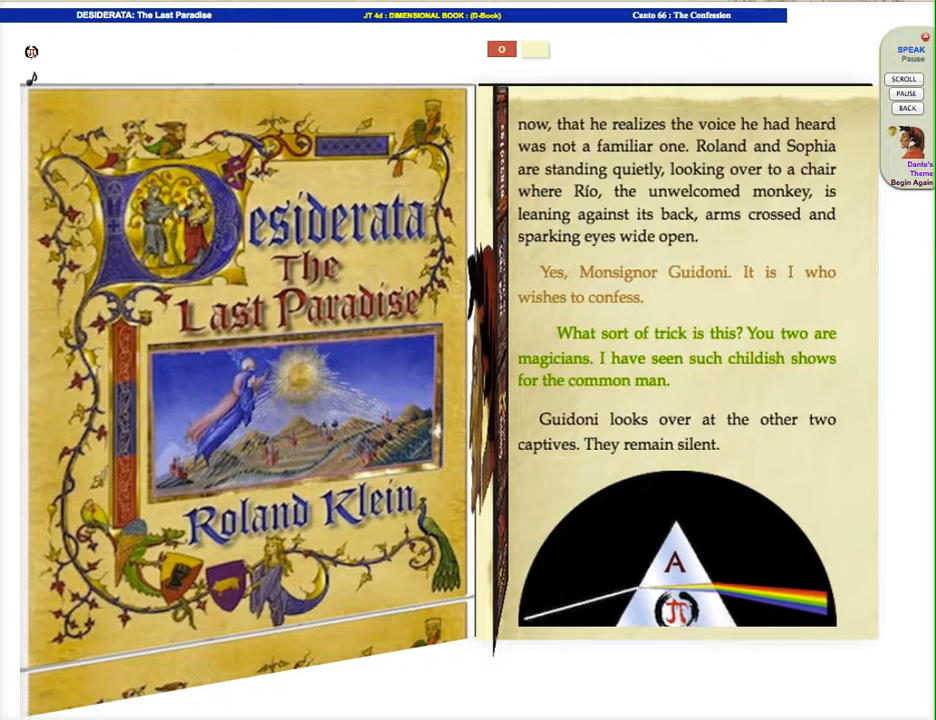 DESIDERATA: The Last Paradise
JT 4d : DIMENSIONAL BOOK : (D-Book)
Canto 66 : The Confession
O
SPEAK
Pause
SCROLL
PAUSE
BACK
Dante's
Theme
Begin Again
Desiderata
The
Last Paradise
Roland Klein
now, that he realizes the voice he had heard
was not a familiar one. Roland and Sophia
are standing quietly, looking over to a chair
where Río, the unwelcomed monkey, is
leaning against its back, arms crossed and
sparking eyes wide open.
Yes, Monsignor Guidoni. It is I who
wishes to confess.
What sort of trick is this? You two are
magicians. I have seen such childish shows
for the common man.
Guidoni looks over at the other two
captives. They remain silent.
A